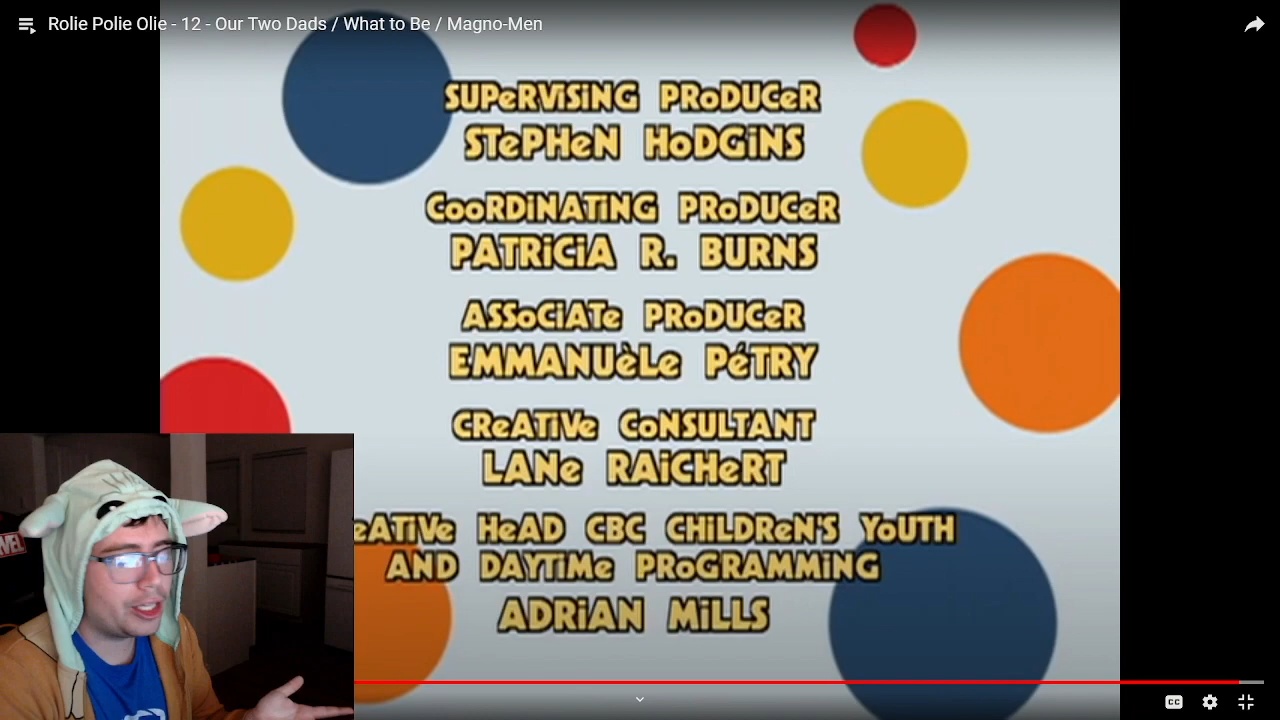 Rolie Polie Olie - 12 - Our Two Dads / What to Be / Magno-Men
SUPeRViSiNG PRoDUCeR
STePHeN HoDGiNS
CooRDiNATiNG PRoDUCeR
PATRiCiA R. BURNS
ASSoCiATe PRoDUCeR
EMMANUèLe PéTRY
CReATiVe CoNSULTANT
LANe RAiCHeRT
eATiVe HeAD CBC CHiLDReN'S YoUTH
AND DAYTiMe PRoGRAMMiNG
ADRiAN MiLLS
CC